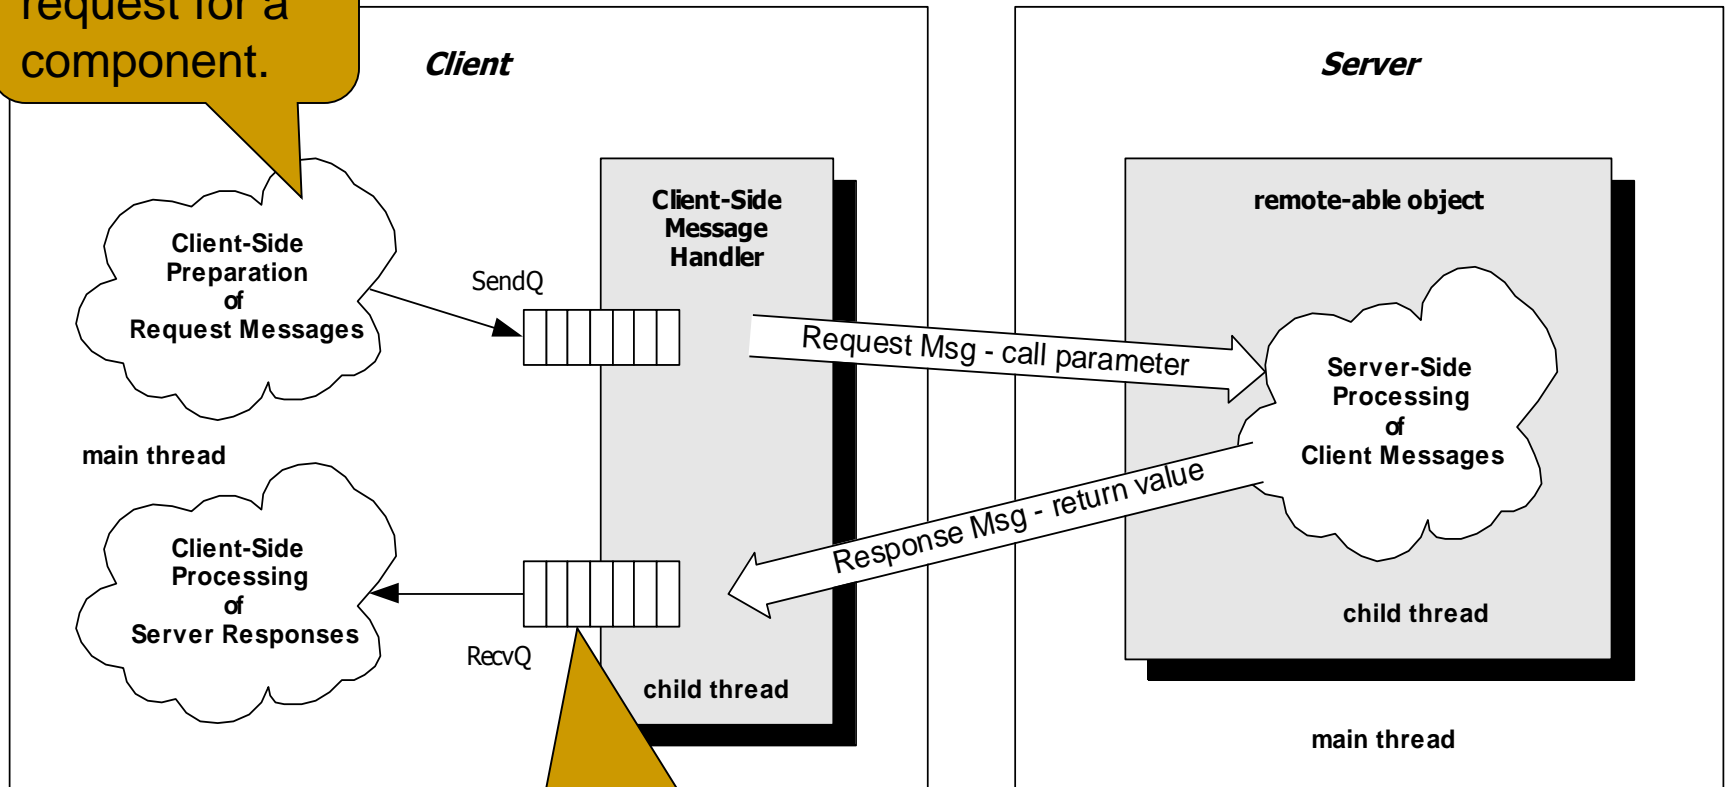 request for a
component.
Client
Server
Client-Side
Preparation
of
Request Messages
SendQ
Client-Side
Message
Handler
Request Msg - call parameter
remote-able object
Server-Side
Processing
of
Client Messages
main thread
Client-Side
Processing
of
Server Responses
RecvQ
Response Msg - return value
child thread
child thread
main thread